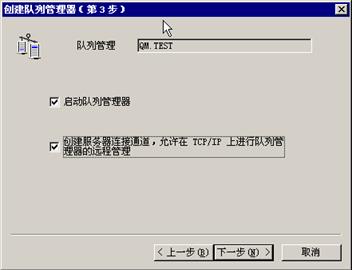 创建队列管理器(第 3 步)
队列管理
QM.TEST
启动队列管理器
创建服务器连接通道,允许在 TCP/IP 上进行队列管
理器的远程管理
< 上一步(B)
下一步(N) >
取消